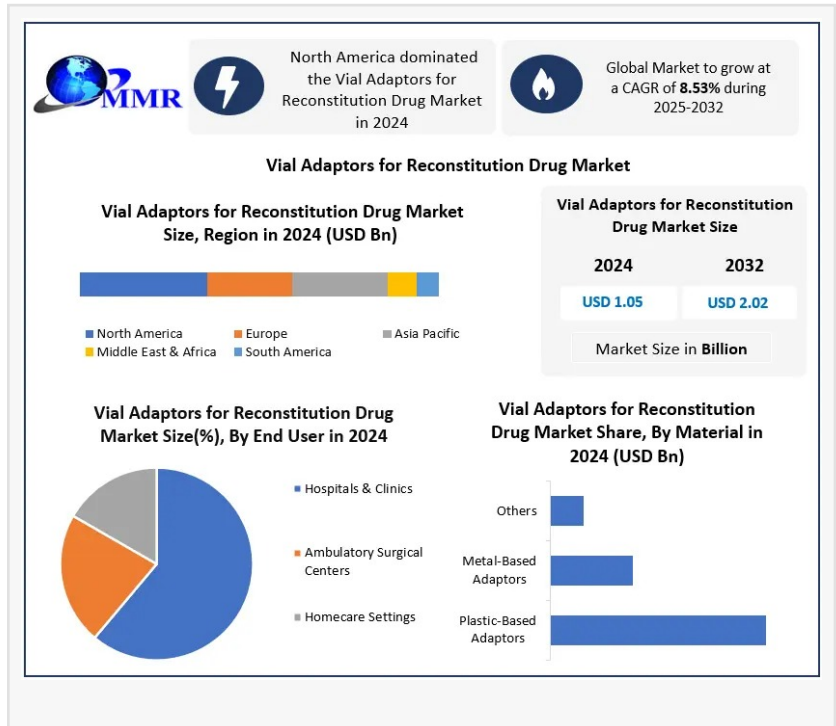 MMR
North America dominated
the Vial Adaptors for
Reconstitution Drug Market
in 2024
Global Market to grow at
a CAGR of 8.53% during
2025-2032
Vial Adaptors for Reconstitution Drug Market
Vial Adaptors for Reconstitution Drug Market
Size, Region in 2024 (USD Bn)
North America
Europe
Asia Pacific
Middle East & Africa
South America
Vial Adaptors for Reconstitution
Drug Market Size
2024
2032
USD 1.05
USD 2.02
Market Size in Billion
Vial Adaptors for Reconstitution Drug
Market Size(%), By End User in 2024
Hospitals & Clinics
Ambulatory Surgical
Centers
Homecare Settings
Vial Adaptors for Reconstitution
Drug Market Share, By Material in
2024 (USD Bn)
Others
Metal-Based
Adaptors
Plastic-Based
Adaptors